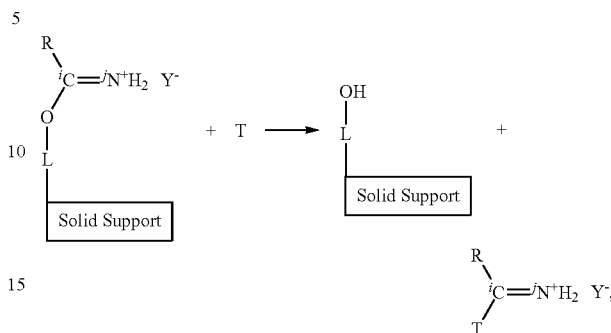 5
R
iC=jN+H2 Y-
O
+ T
OH
L
+
10
L
Solid Support
Solid Support
R
15
iC=jN+H2 Y-,
T